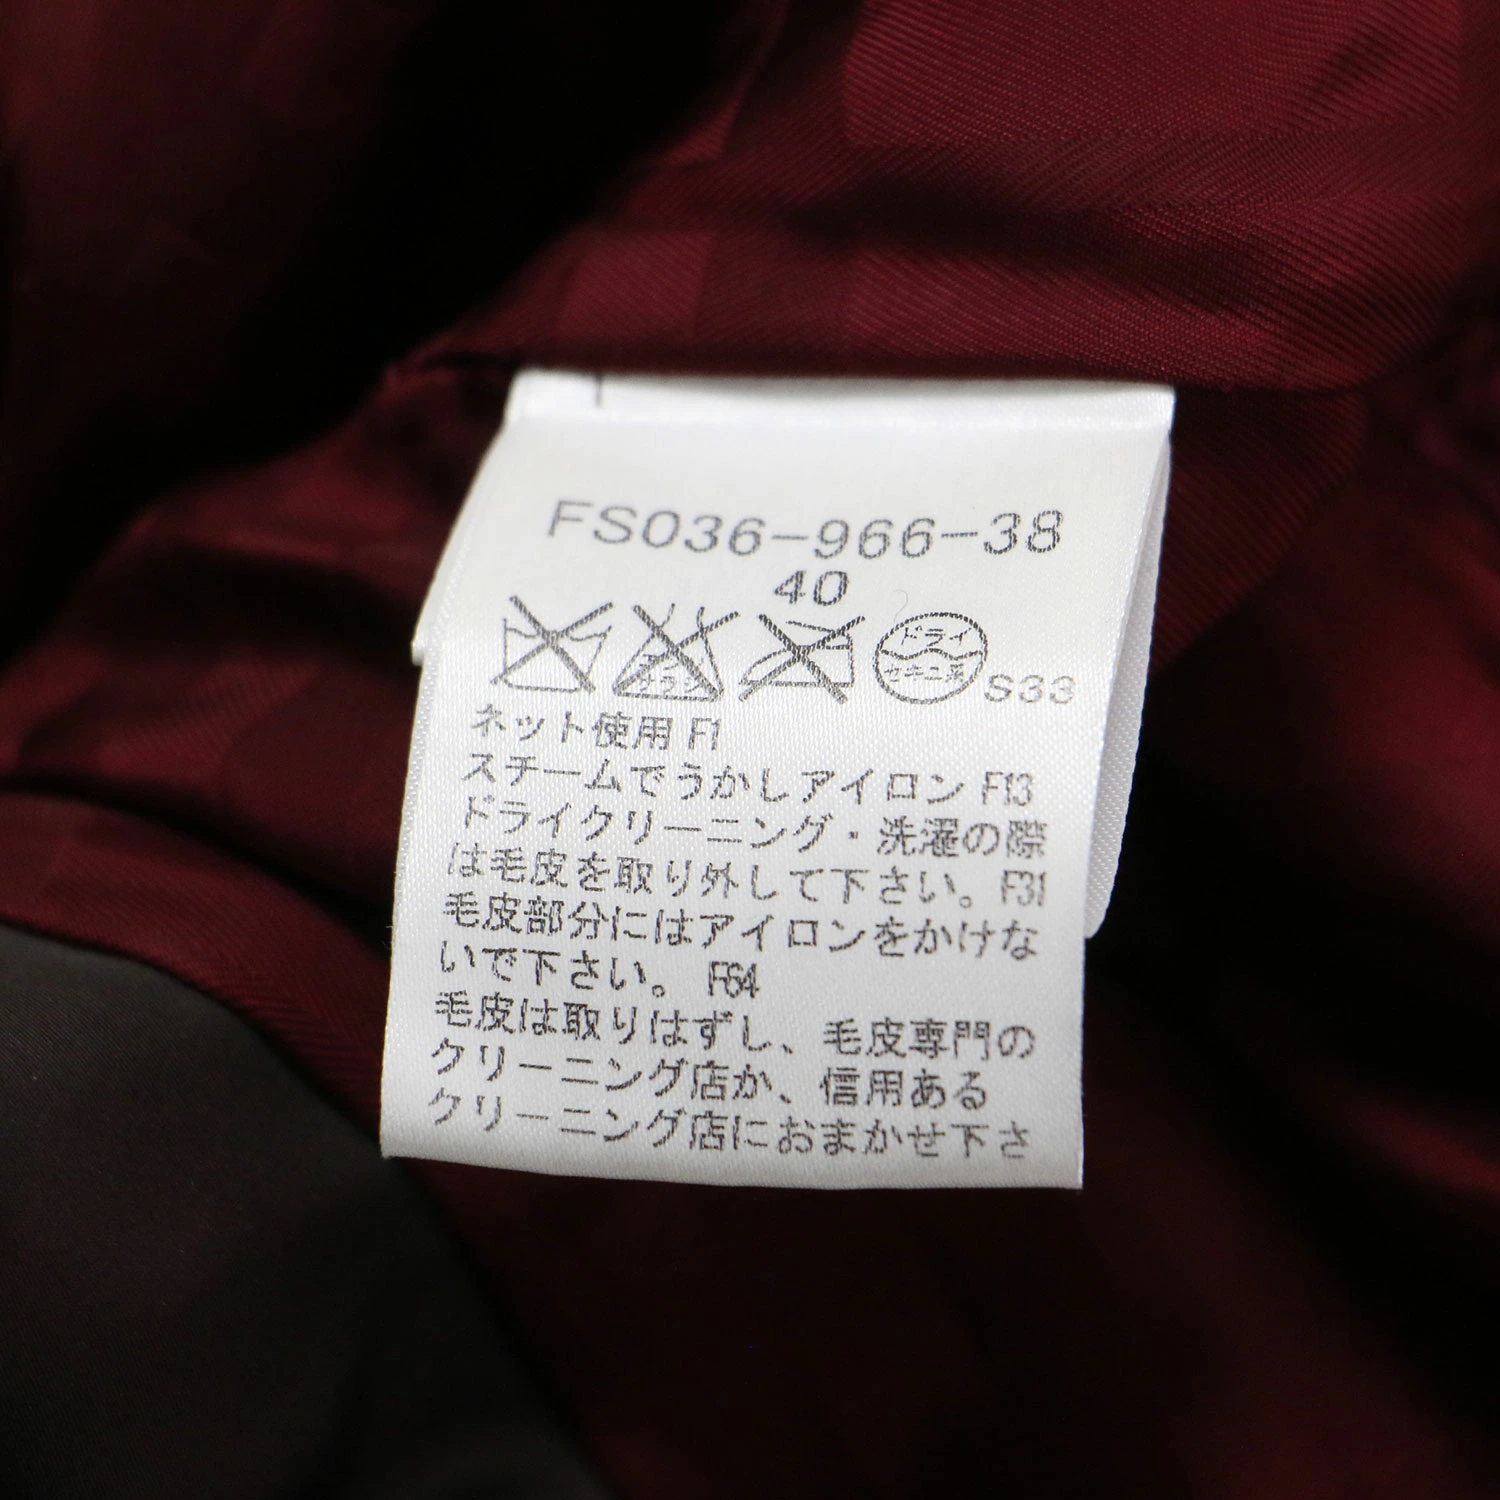 FS036-966-38
40
ドライ
セキユ系
サラシ
S33
ネット使用 F1
スチームでうかしアイロン F13
ドライクリーニング・洗濯の際
は毛皮を取り外して下さい。F31
毛皮部分にはアイロンをかけな
いで下さい。 F64
毛皮は取りはずし、毛皮専門の
クリーニング店か、信用ある
クリーニング店におまかせ下さ